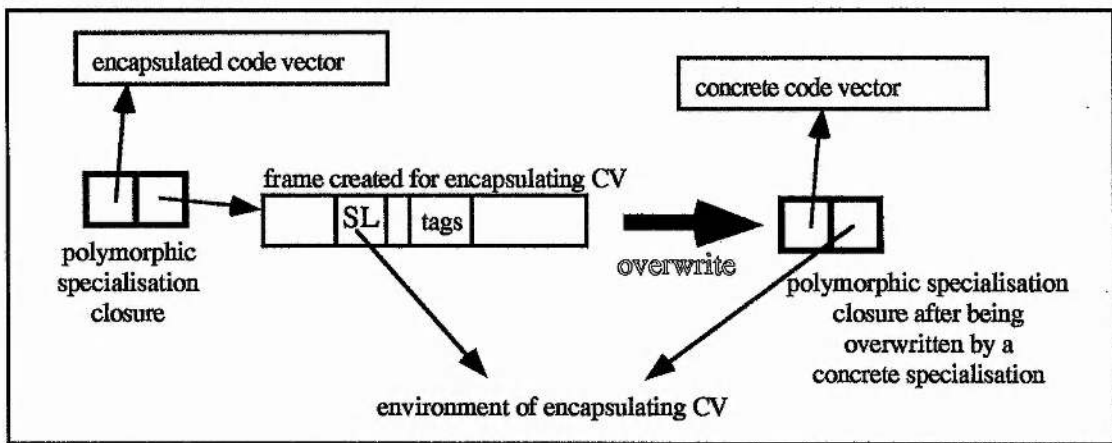 encapsulated code vector
concrete code vector
frame created for encapsulating CV
SL
tags
polymorphic
specialisation
closure
overwrite
polymorphic specialisation
closure after being
overwritten by a
concrete specialisation
environment of encapsulating CV